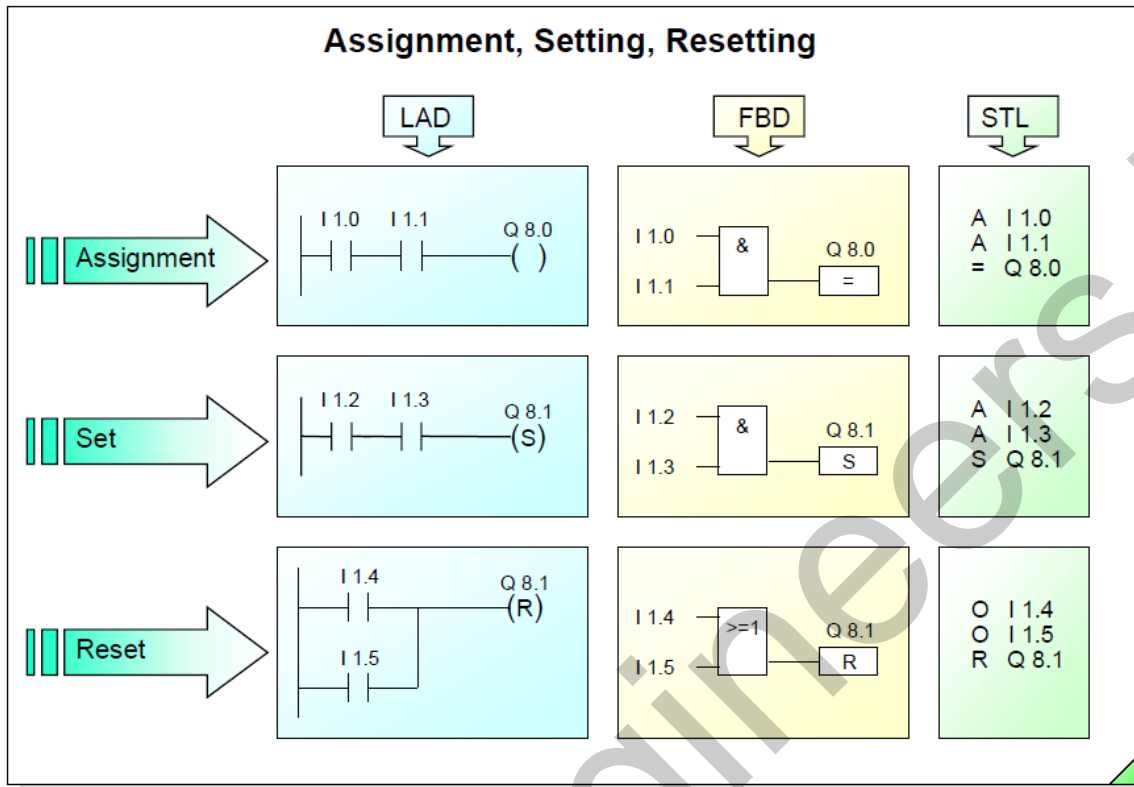 Assignment, Setting, Resetting
LAD
FBD
STL
Assignment
I 1.0 I 1.1 Q 8.0
( )
I 1.0
I 1.1
&
Q 8.0
=
A I 1.0
A I 1.1
= Q 8.0
Set
I 1.2 I 1.3 Q 8.1
(S)
I 1.2
I 1.3
&
Q 8.1
S
A I 1.2
A I 1.3
S Q 8.1
Reset
I 1.4 Q 8.1
(R)
I 1.5
I 1.4
I 1.5
>=1
Q 8.1
R
O I 1.4
O I 1.5
R Q 8.1
gineers